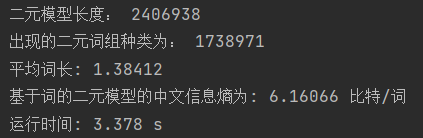 二元模型长度： 2406938
出现的二元词组种类为： 1738971
平均词长: 1.38412
基于词的二元模型的中文信息熵为: 6.16066 比特/词
运行时间: 3.378 s